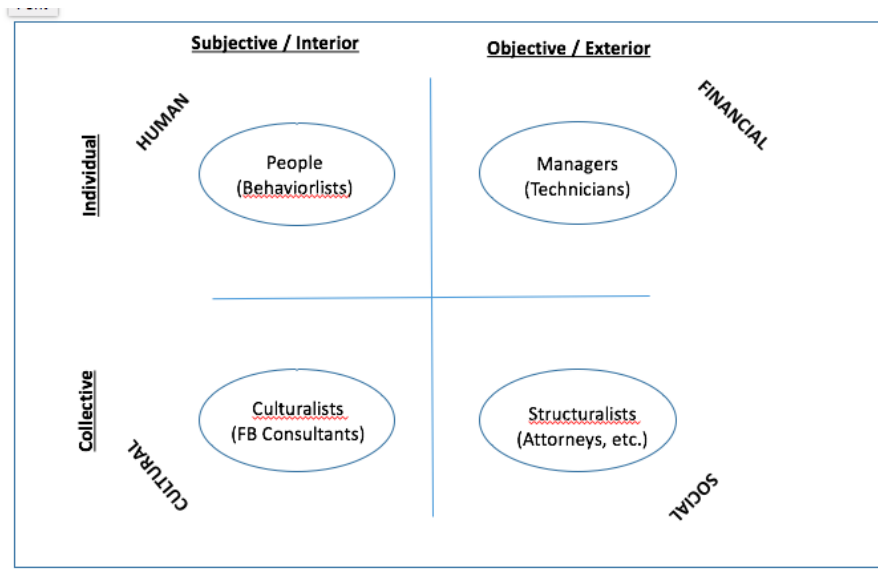 Subjective / Interior
Objective / Exterior
HUMAN
FINANCIAL
Individual
People
(Behaviorlists)
Managers
(Technicians)
Collective
Culturalists
(FB Consultants)
Structuralists
(Attorneys, etc.)
CULTURAL
SOCIAL